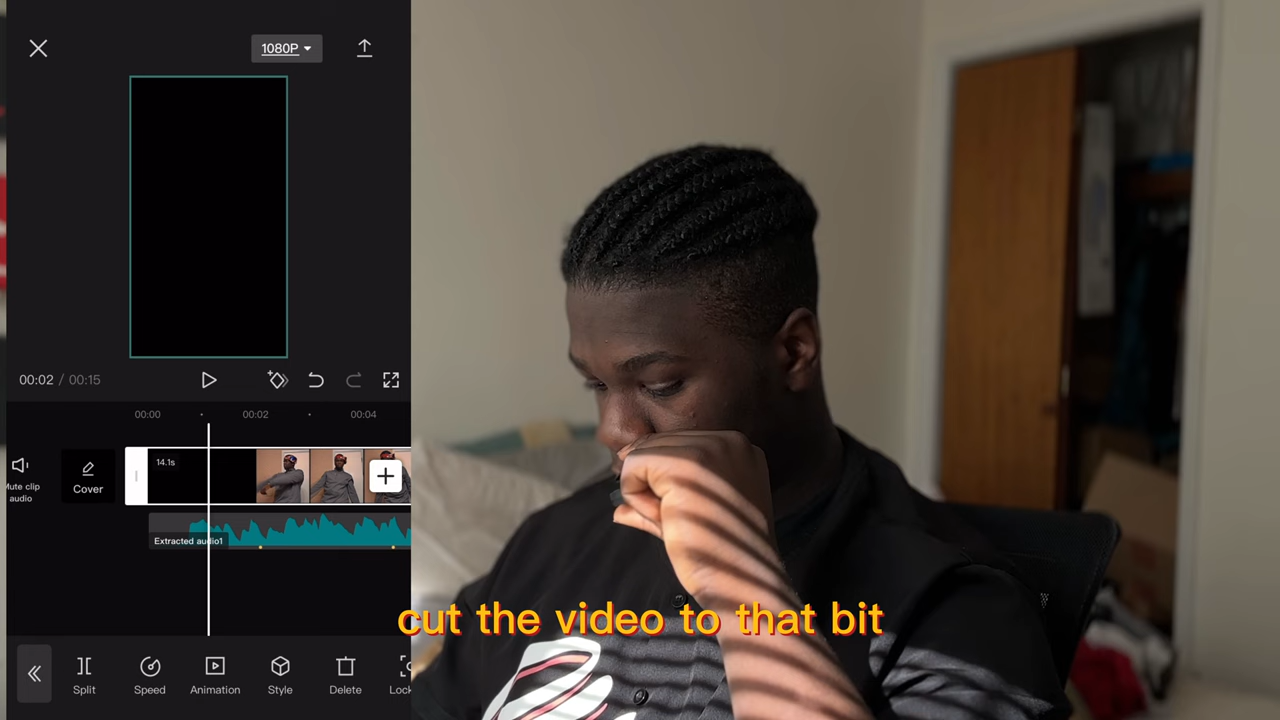 1080P
00:02 / 00:15
00:00
00:02
00:04
14.1s
Mute clip
audio
Cover
Extracted audio1
cut the video to that bit
Split
Speed
Animation
Style
Delete
Lock